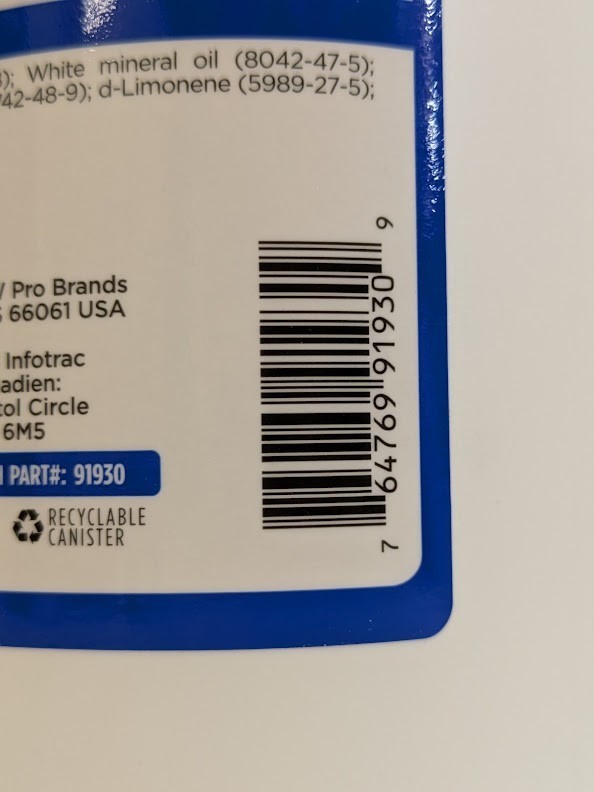 White mineral oil (8042-47-5);
42-48-9); d-Limonene (5989-27-5);
Pro Brands
66061 USA
Infotrac
adien:
tol Circle
6M5
PART#: 91930
RECYCLABLE
CANISTER
7 64769 91930 9